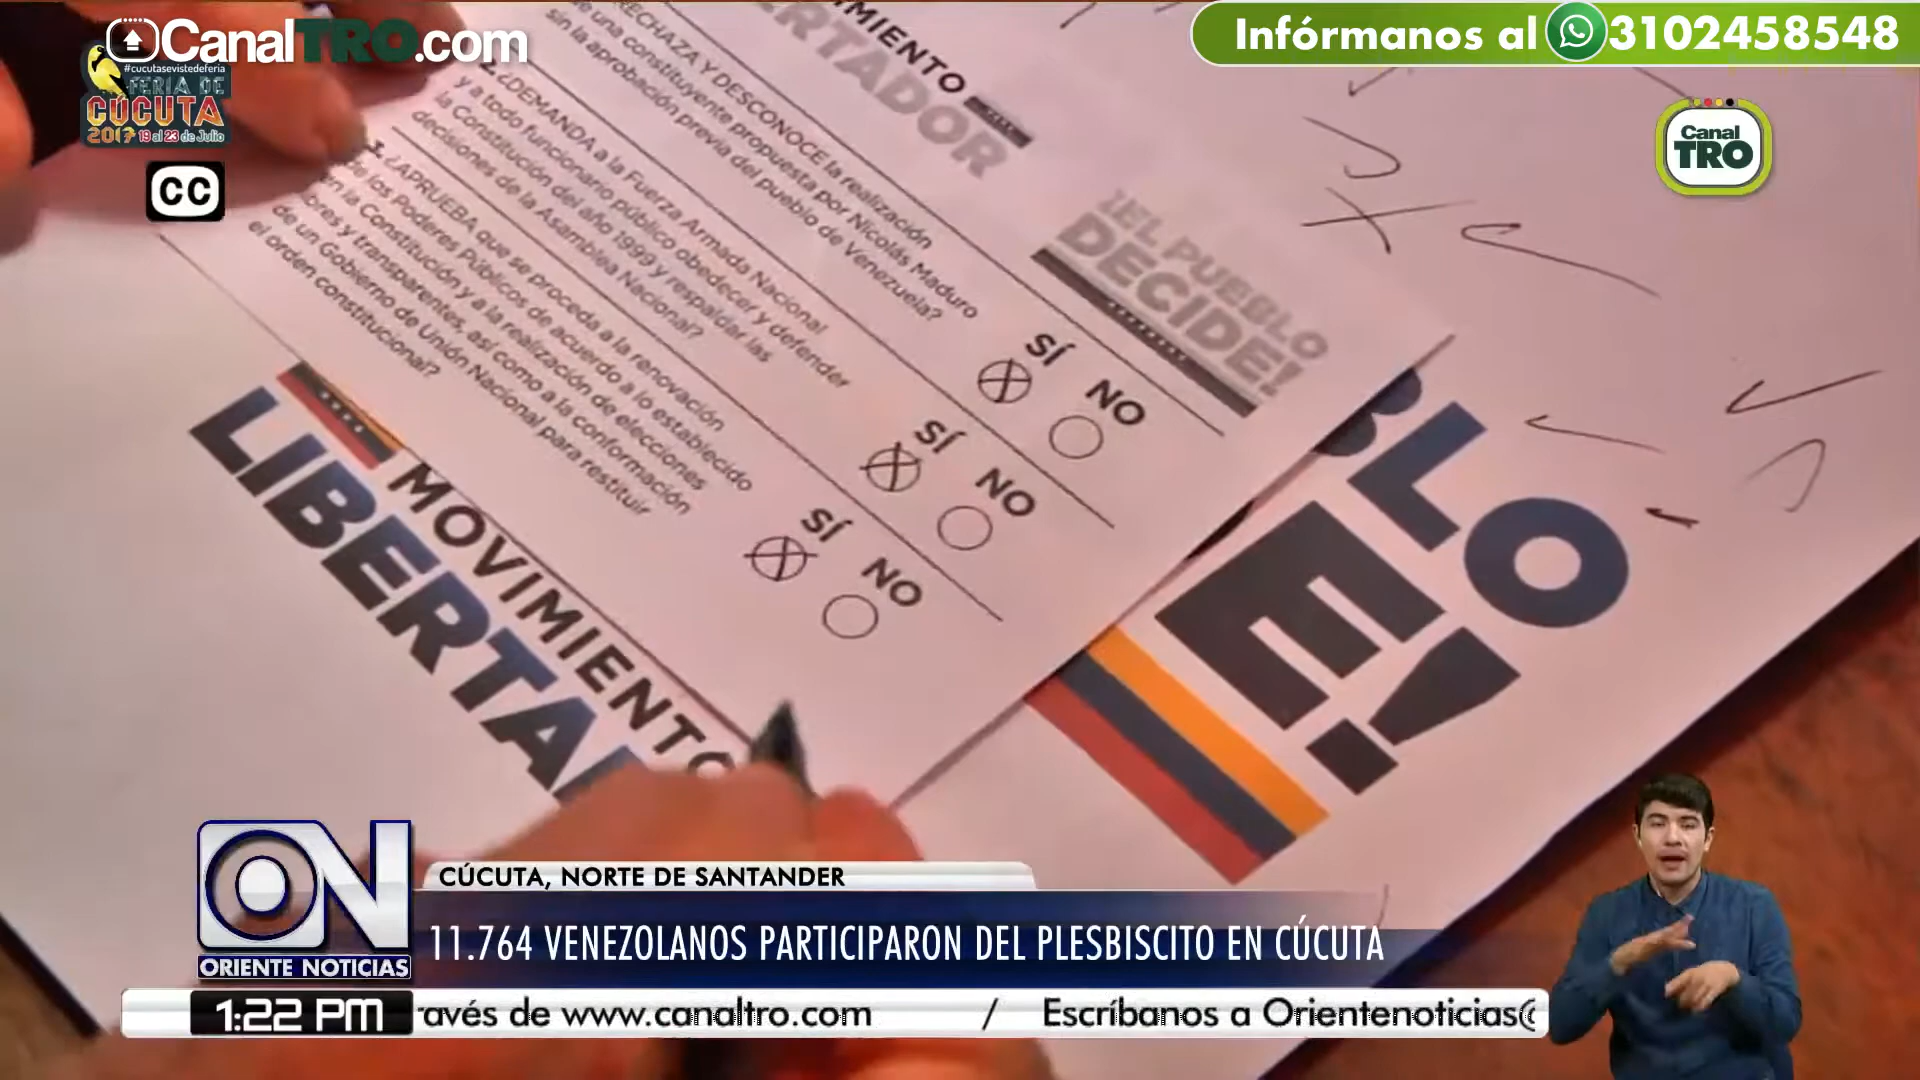 CanalTRO.com
#cucutasevistedeferia
FERIA DE
CÚCUTA
2017 19 al 23 de Julio
CC
Infórmanos al 3102458548
Canal
TRO
MOVIMIENTO
LIBERTADOR
¡EL PUEBLO
DECIDE!
RECHAZA Y DESCONOCE la realización
de una constituyente propuesta por Nicolás Maduro
sin la aprobación previa del pueblo de Venezuela?
SÍ NO
¿DEMANDA a la Fuerza Armada Nacional
y a todo funcionario público obedecer y defender
la Constitución del año 1999 y respaldar las
decisiones de la Asamblea Nacional?
SÍ NO
3. ¿APRUEBA que se proceda a la renovación
de los Poderes Públicos de acuerdo a lo establecido
en la Constitución y a la realización de elecciones
bres y transparentes, así como a la conformación
de un Gobierno de Unión Nacional para restituir
el orden constitucional?
SÍ NO
MOVIMIENTO
LIBERTA
BLO
E!
ON
ORIENTE NOTICIAS
CÚCUTA, NORTE DE SANTANDER
11.764 VENEZOLANOS PARTICIPARON DEL PLESBISCITO EN CÚCUTA
1:22 PM
ravés de www.canaltro.com / Escríbanos a Orientenoticias@